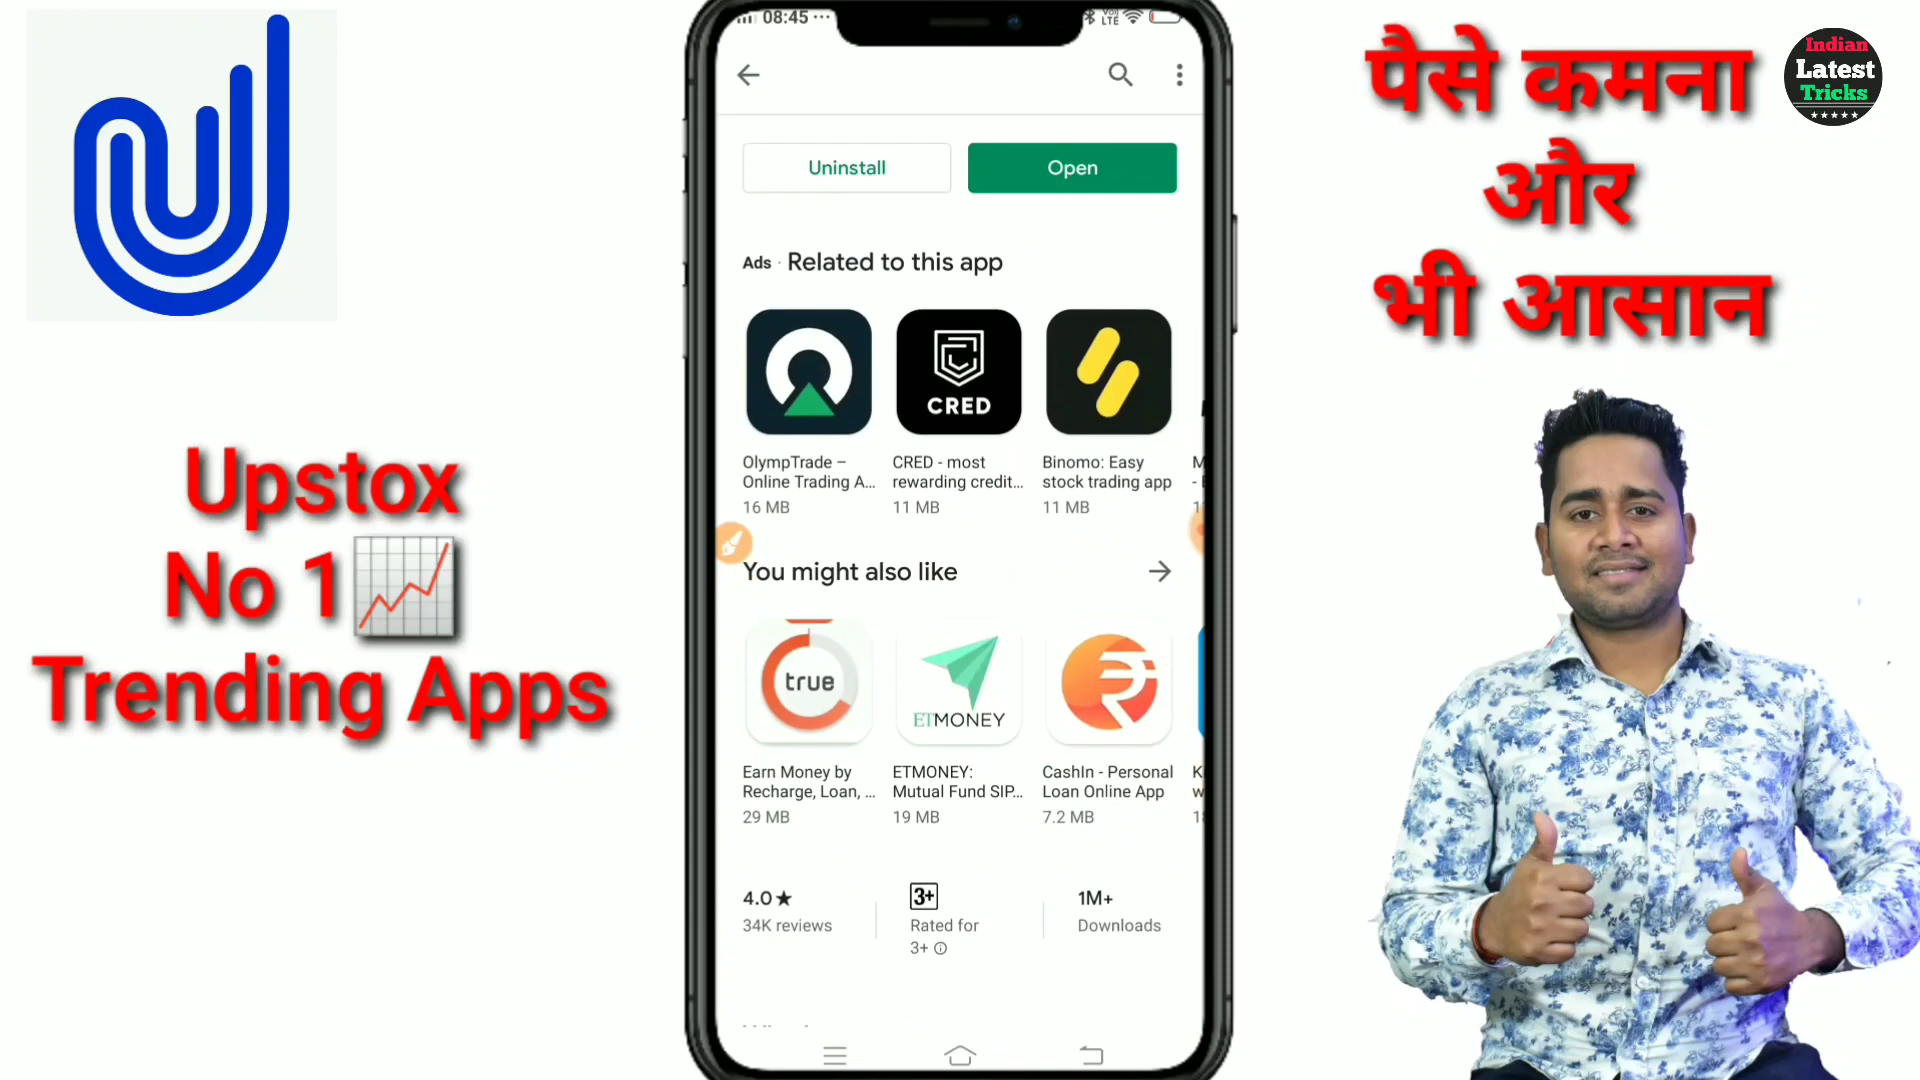 08:45
VoLTE
पैसे कमना
और
भी आसान
Indian
Latest
Tricks
Upstox
No 1
Trending Apps
Uninstall
Open
Ads · Related to this app
CRED
OlympTrade –
Online Trading A...
16 MB
CRED - most
rewarding credit...
11 MB
Binomo: Easy
stock trading app
11 MB
You might also like
true
ETMONEY
Earn Money by
Recharge, Loan, ...
29 MB
ETMONEY:
Mutual Fund SIP...
19 MB
CashIn - Personal
Loan Online App
7.2 MB
4.0★
34K reviews
3+
Rated for
3+
1M+
Downloads